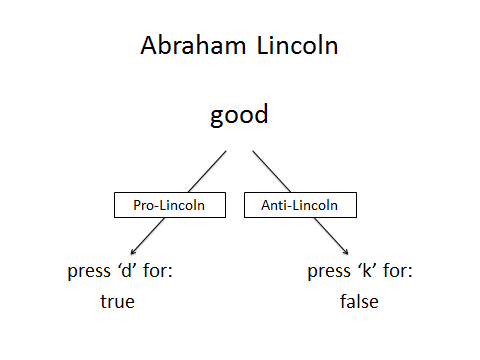 Abraham Lincoln
good
Pro-Lincoln
Anti-Lincoln
press ‘d’ for:
true
press ‘k’ for:
false